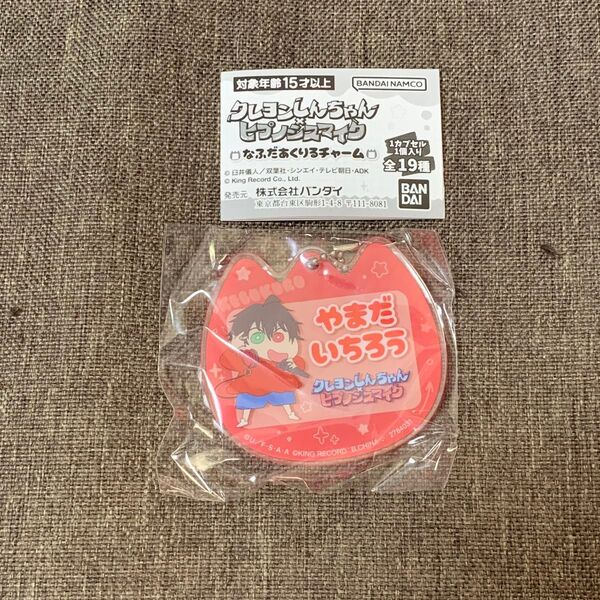 対象年齢15才以上
BANDAI NAMCO
クレヨンしんちゃん
×
ヒプノシスマイク
なふだあくりるチャーム
1カプセル
1個入り
全19種
© 臼井儀人／双葉社・シンエイ・テレビ朝日・ADK
© King Record Co., Ltd.
発売元 株式会社バンダイ
東京都台東区駒形1-4-8 〒111-8081
BAN
DAI
やまだ
いちろう
クレヨンしんちゃん
×
ヒプノシスマイク
©U／F・S・A・A ©KING RECORD. B,CHINA